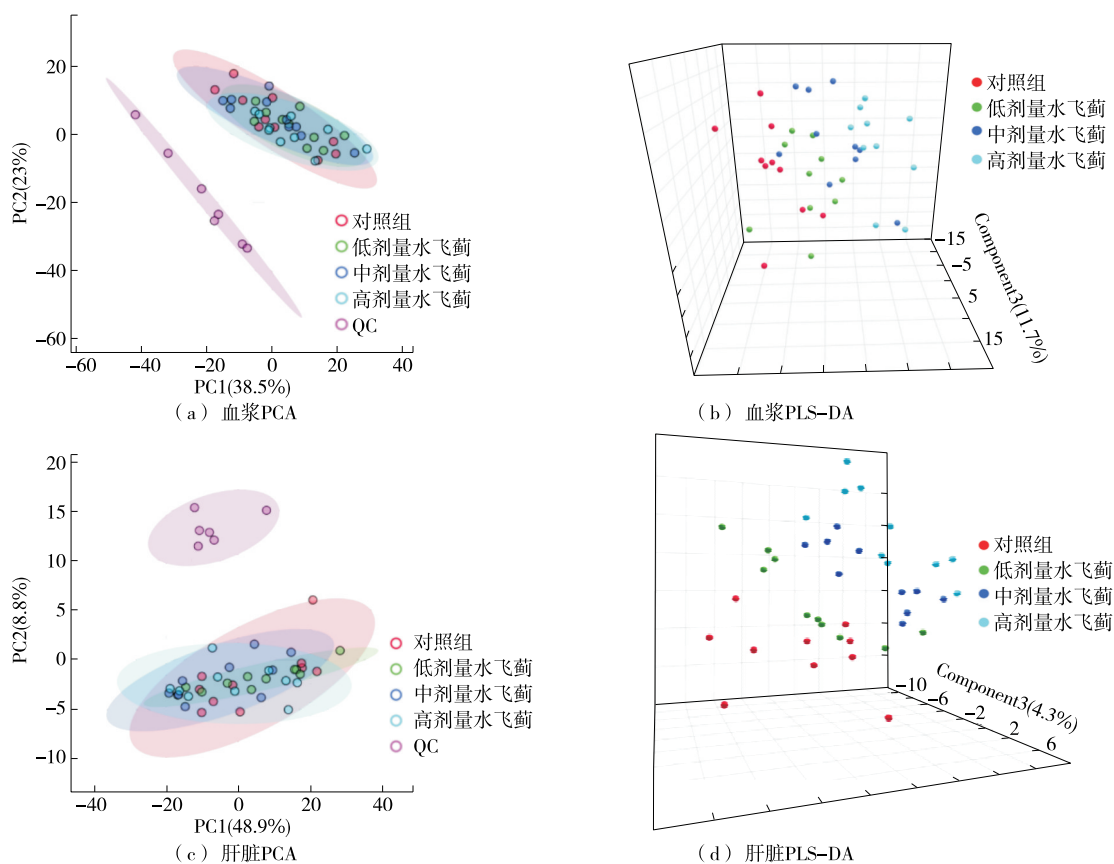 20
0
−20
−40
−60
PC2(23%)
−60
−40
−20
0
20
40
PC1(38.5%)
对照组
低剂量水飞蓟
中剂量水飞蓟
高剂量水飞蓟
QC
(a) 血浆PCA
对照组
低剂量水飞蓟
中剂量水飞蓟
高剂量水飞蓟
−15
−5
5
15
Component3(11.7%)
(b) 血浆PLS−DA
20
15
10
5
0
−5
−10
PC2(8.8%)
−40
−20
0
20
40
PC1(48.9%)
对照组
低剂量水飞蓟
中剂量水飞蓟
高剂量水飞蓟
QC
(c) 肝脏PCA
对照组
低剂量水飞蓟
中剂量水飞蓟
高剂量水飞蓟
−10
−6
−2
2
6
Component3(4.3%)
(d) 肝脏PLS−DA